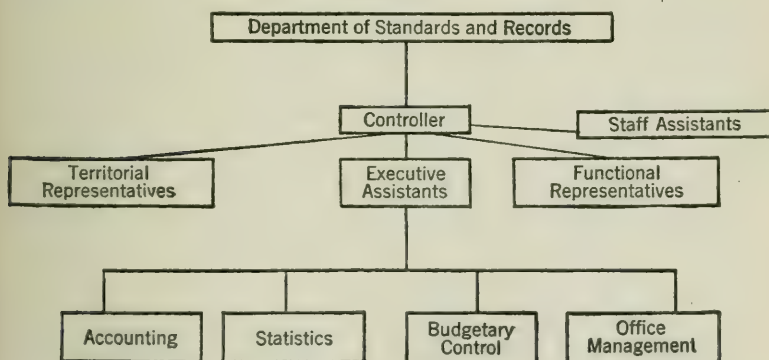 Department of Standards and Records
Controller
Staff Assistants
Territorial
Representatives
Executive
Assistants
Functional
Representatives
Accounting
Statistics
Budgetary
Control
Office
Management